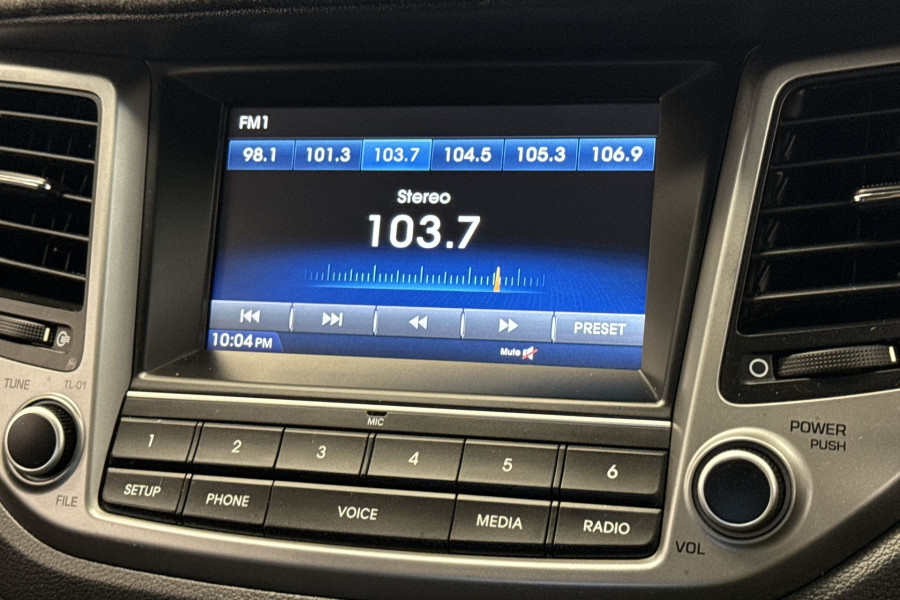 FM1
98.1 101.3 103.7 104.5 105.3 106.9
Stereo
103.7
PRESET
10:04 PM
Mute
TUNE
TL-01
MIC
POWER
PUSH
1 2 3 4 5 6
SETUP PHONE VOICE MEDIA RADIO
FILE
VOL